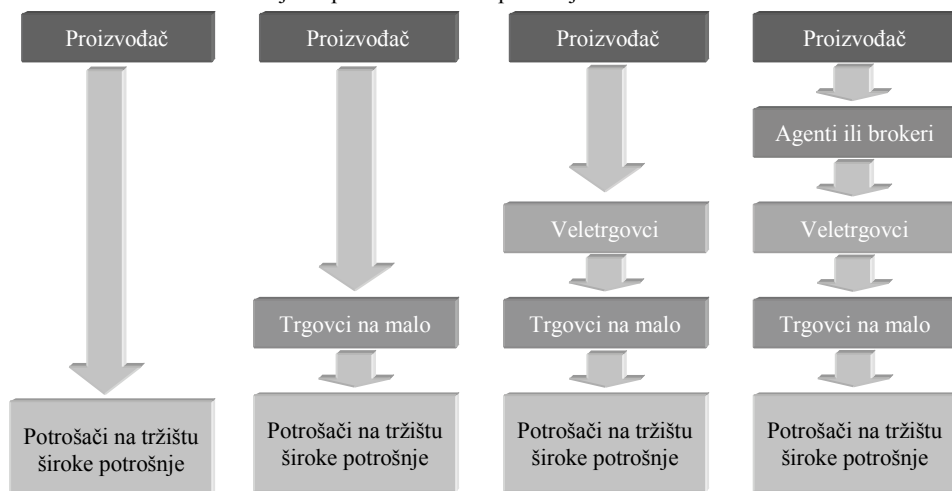 Proizvođač
Proizvođač
Proizvođač
Proizvođač
Agenti ili brokeri
Veletrgovci
Veletrgovci
Trgovci na malo
Trgovci na malo
Trgovci na malo
Potrošači na tržištu
široke potrošnje
Potrošači na tržištu
široke potrošnje
Potrošači na tržištu
široke potrošnje
Potrošači na tržištu
široke potrošnje